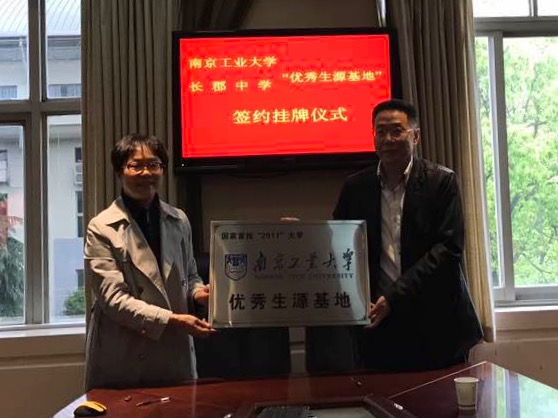 南京工业大学
长郡中学
“优秀生源基地”
签约挂牌仪式
国家首批“2011”大学
南京工业大学
NANJING TECH UNIVERSITY
优秀生源基地